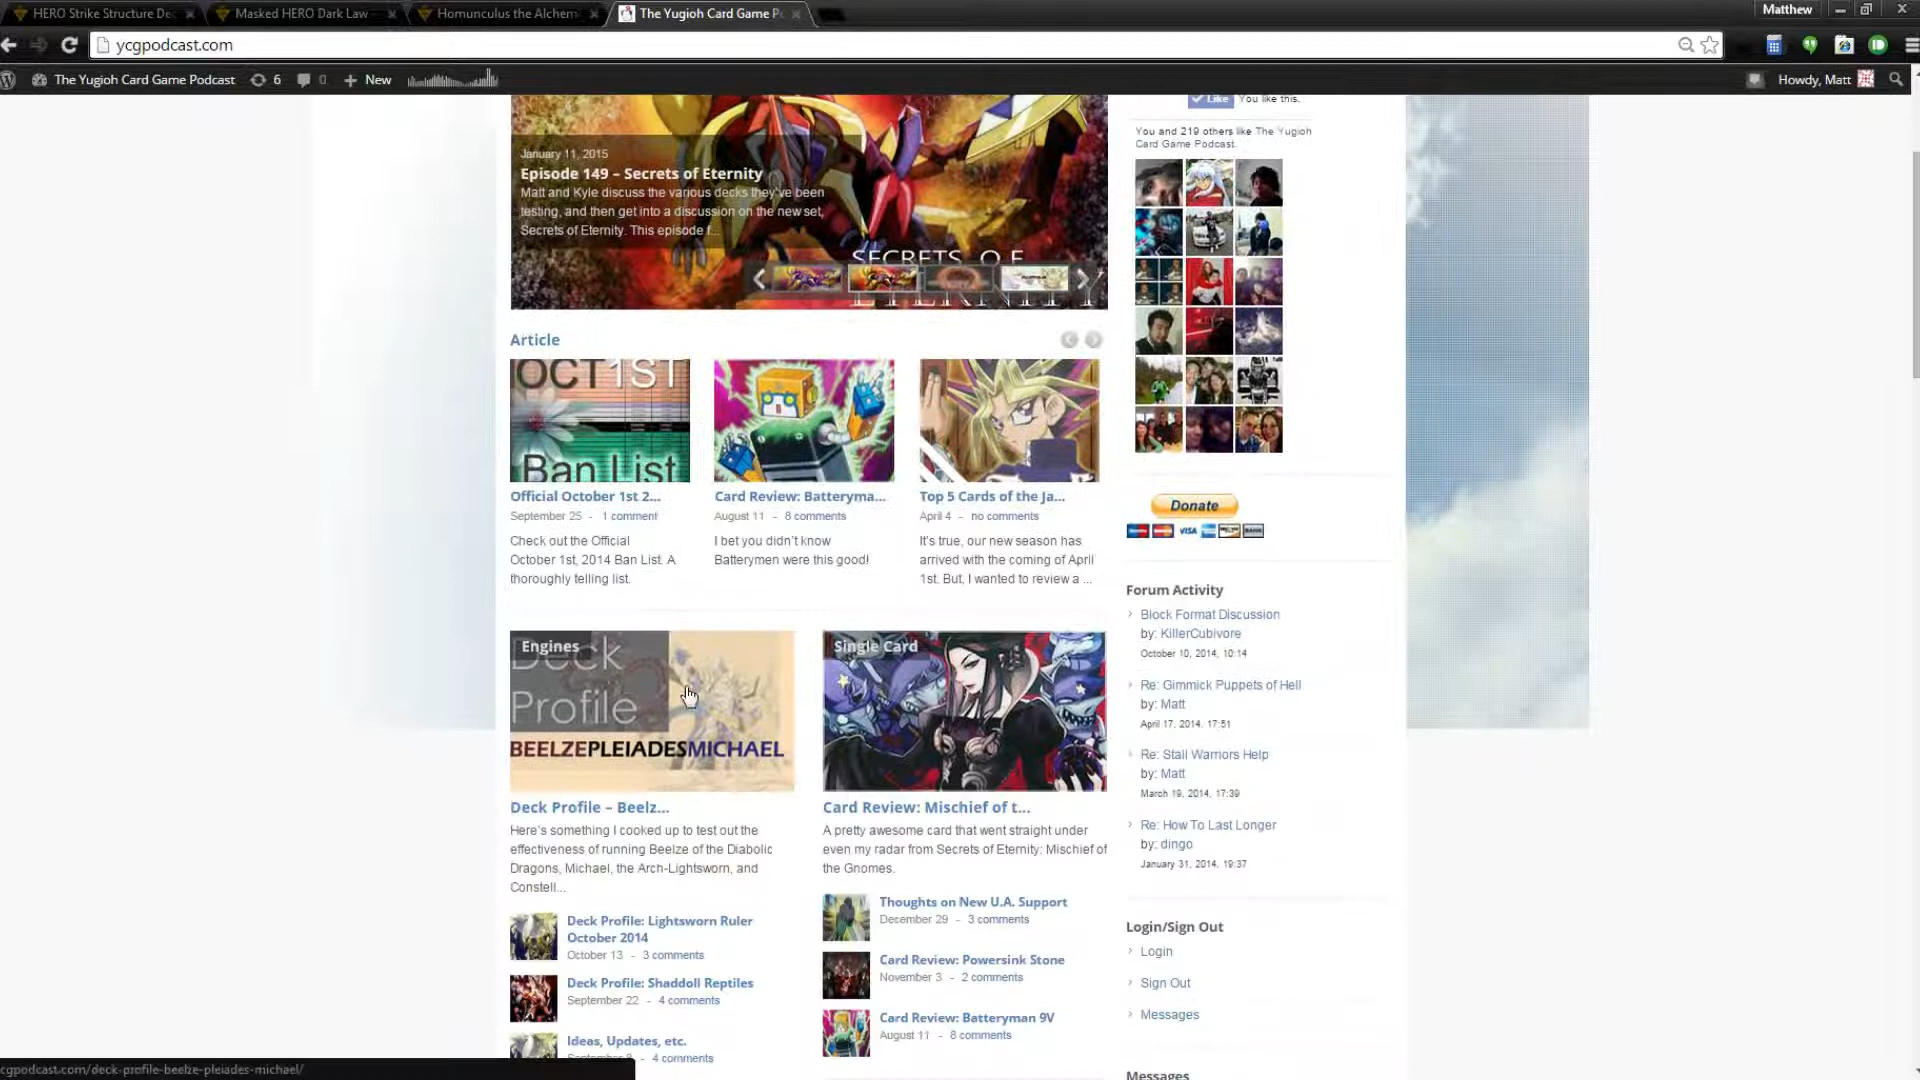 HERO Strike Structure De
Masked HERO Dark Law
Homunculus the Alchem
The Yugioh Card Game P
Matthew
ycgpodcast.com
The Yugioh Card Game Podcast
6
0
New
Howdy, Matt
Like
You like this.
You and 219 others like The Yugioh
Card Game Podcast.
January 11, 2015
Episode 149 – Secrets of Eternity
Matt and Kyle discuss the various decks they've been
testing, and then get into a discussion on the new set,
Secrets of Eternity. This episode f...
SECRETS OF
Article
OCT 1ST
Ban List
Official October 1st 2...
September 25 - 1 comment
Check out the Official
October 1st, 2014 Ban List. A
thoroughly telling list.
Card Review: Batteryma...
August 11 - 8 comments
I bet you didn't know
Batterymen were this good!
Top 5 Cards of the Ja...
April 4 - no comments
It's true, our new season has
arrived with the coming of April
1st. But, I wanted to review a ...
Donate
VISA
BANK
Forum Activity
Block Format Discussion
by: KillerCubivore
October 10, 2014, 10:14
Re: Gimmick Puppets of Hell
by: Matt
April 17, 2014, 17:51
Re: Stall Warriors Help
by: Matt
March 19, 2014, 17:39
Re: How To Last Longer
by: dingo
January 31, 2014, 19:37
Engines
Deck
Profile
BEELZEPLEIADESMICHAEL
Deck Profile – Beelz...
Here's something I cooked up to test out the
effectiveness of running Beelze of the Diabolic
Dragons, Michael, the Arch-Lightsworn, and
Constell...
Deck Profile: Lightsworn Ruler
October 2014
October 13 - 3 comments
Deck Profile: Shaddoll Reptiles
September 22 - 4 comments
Ideas, Updates, etc.
4 comments
Single Card
Card Review: Mischief of t...
A pretty awesome card that went straight under
even my radar from Secrets of Eternity: Mischief of
the Gnomes.
Thoughts on New U.A. Support
December 29 - 3 comments
Card Review: Powersink Stone
November 3 - 2 comments
Card Review: Batteryman 9V
August 11 - 8 comments
Login/Sign Out
Login
Sign Out
Messages
Messages
cgpodcast.com/deck-profile-beelze-pleiades-michael/